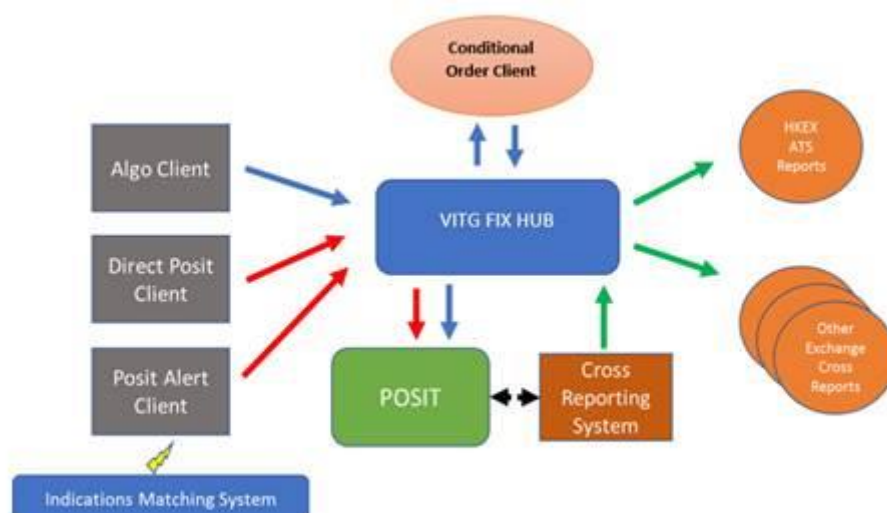 Conditional
Order Client
Algo Client
VITG FIX HUB
HKEX
ATS
Reports
Direct Posit
Client
Posit Alert
Client
POSIT
Cross
Reporting
System
Other
Exchange
Cross
Reports
Indications Matching System